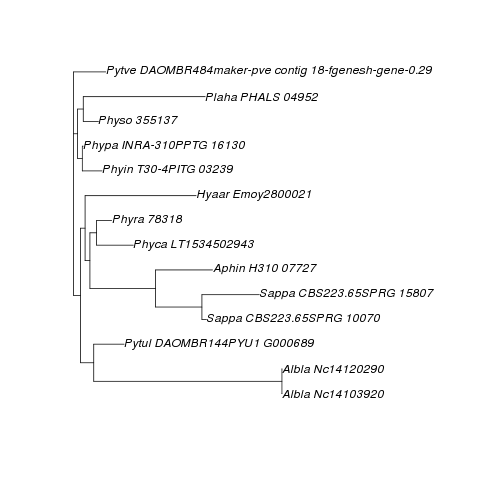 Pytve DAOMBR484maker-pve contig 18-fgenesh-gene-0.29
Plaha PHALS 04952
Physo 355137
Phypa INRA-310PPTG 16130
Phyin T30-4PITG 03239
Hyaar Emoy2800021
Phyra 78318
Phyca LT1534502943
Aphin H310 07727
Sappa CBS223.65SPRG 15807
Sappa CBS223.65SPRG 10070
Pytul DAOMBR144PYU1 G000689
Albla Nc14120290
Albla Nc14103920